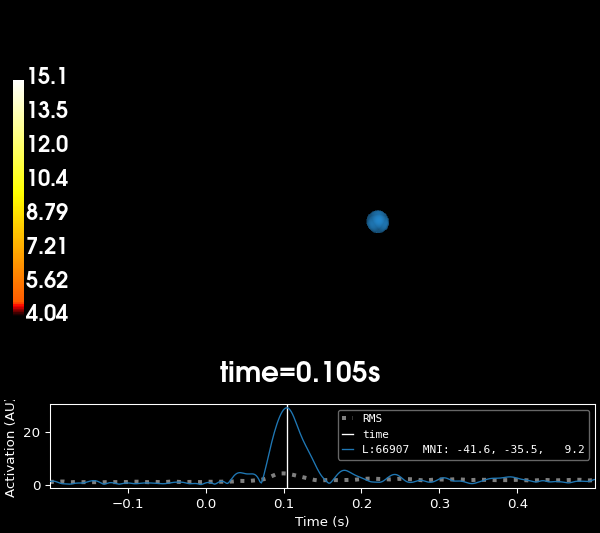 15.1
13.5
12.0
10.4
8.79
7.21
5.62
4.04
time=0.105s
Activation (AU)
20
0
RMS
time
L:66907 MNI: -41.6, -35.5, 9.2
−0.1 0.0 0.1 0.2 0.3 0.4
Time (s)